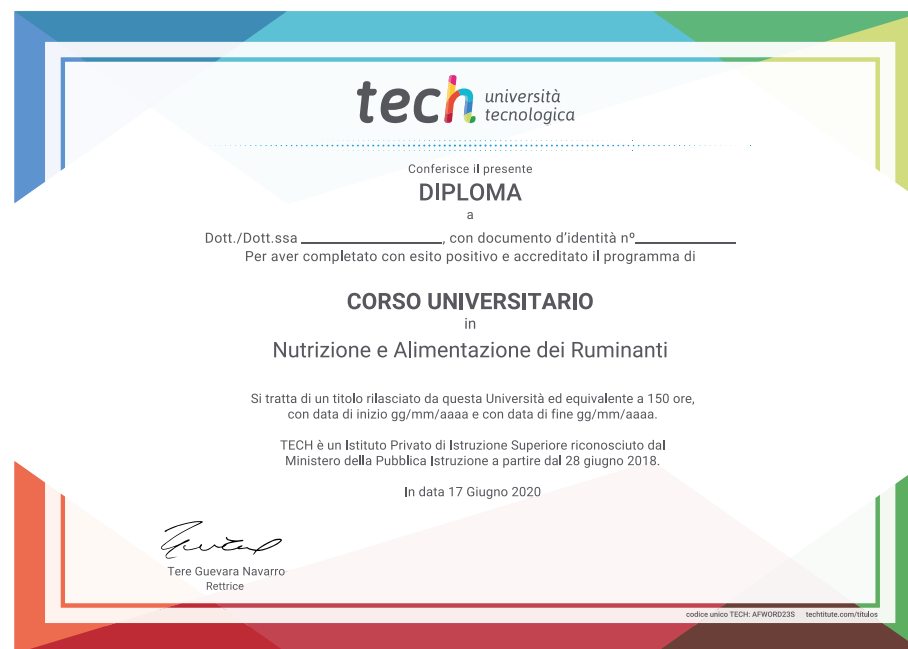 tech università
tecnologica
Conferisce il presente
DIPLOMA
a
Dott./Dott.ssa ____________________, con documento d'identità nº______________
Per aver completato con esito positivo e accreditato il programma di
CORSO UNIVERSITARIO
in
Nutrizione e Alimentazione dei Ruminanti
Si tratta di un titolo rilasciato da questa Università ed equivalente a 150 ore,
con data di inizio gg/mm/aaaa e con data di fine gg/mm/aaaa.
TECH è un Istituto Privato di Istruzione Superiore riconosciuto dal
Ministero della Pubblica Istruzione a partire dal 28 giugno 2018.
In data 17 Giugno 2020
Tere Guevara Navarro
Rettrice
codice unico TECH: AFWORD23S techtitute.com/títulos